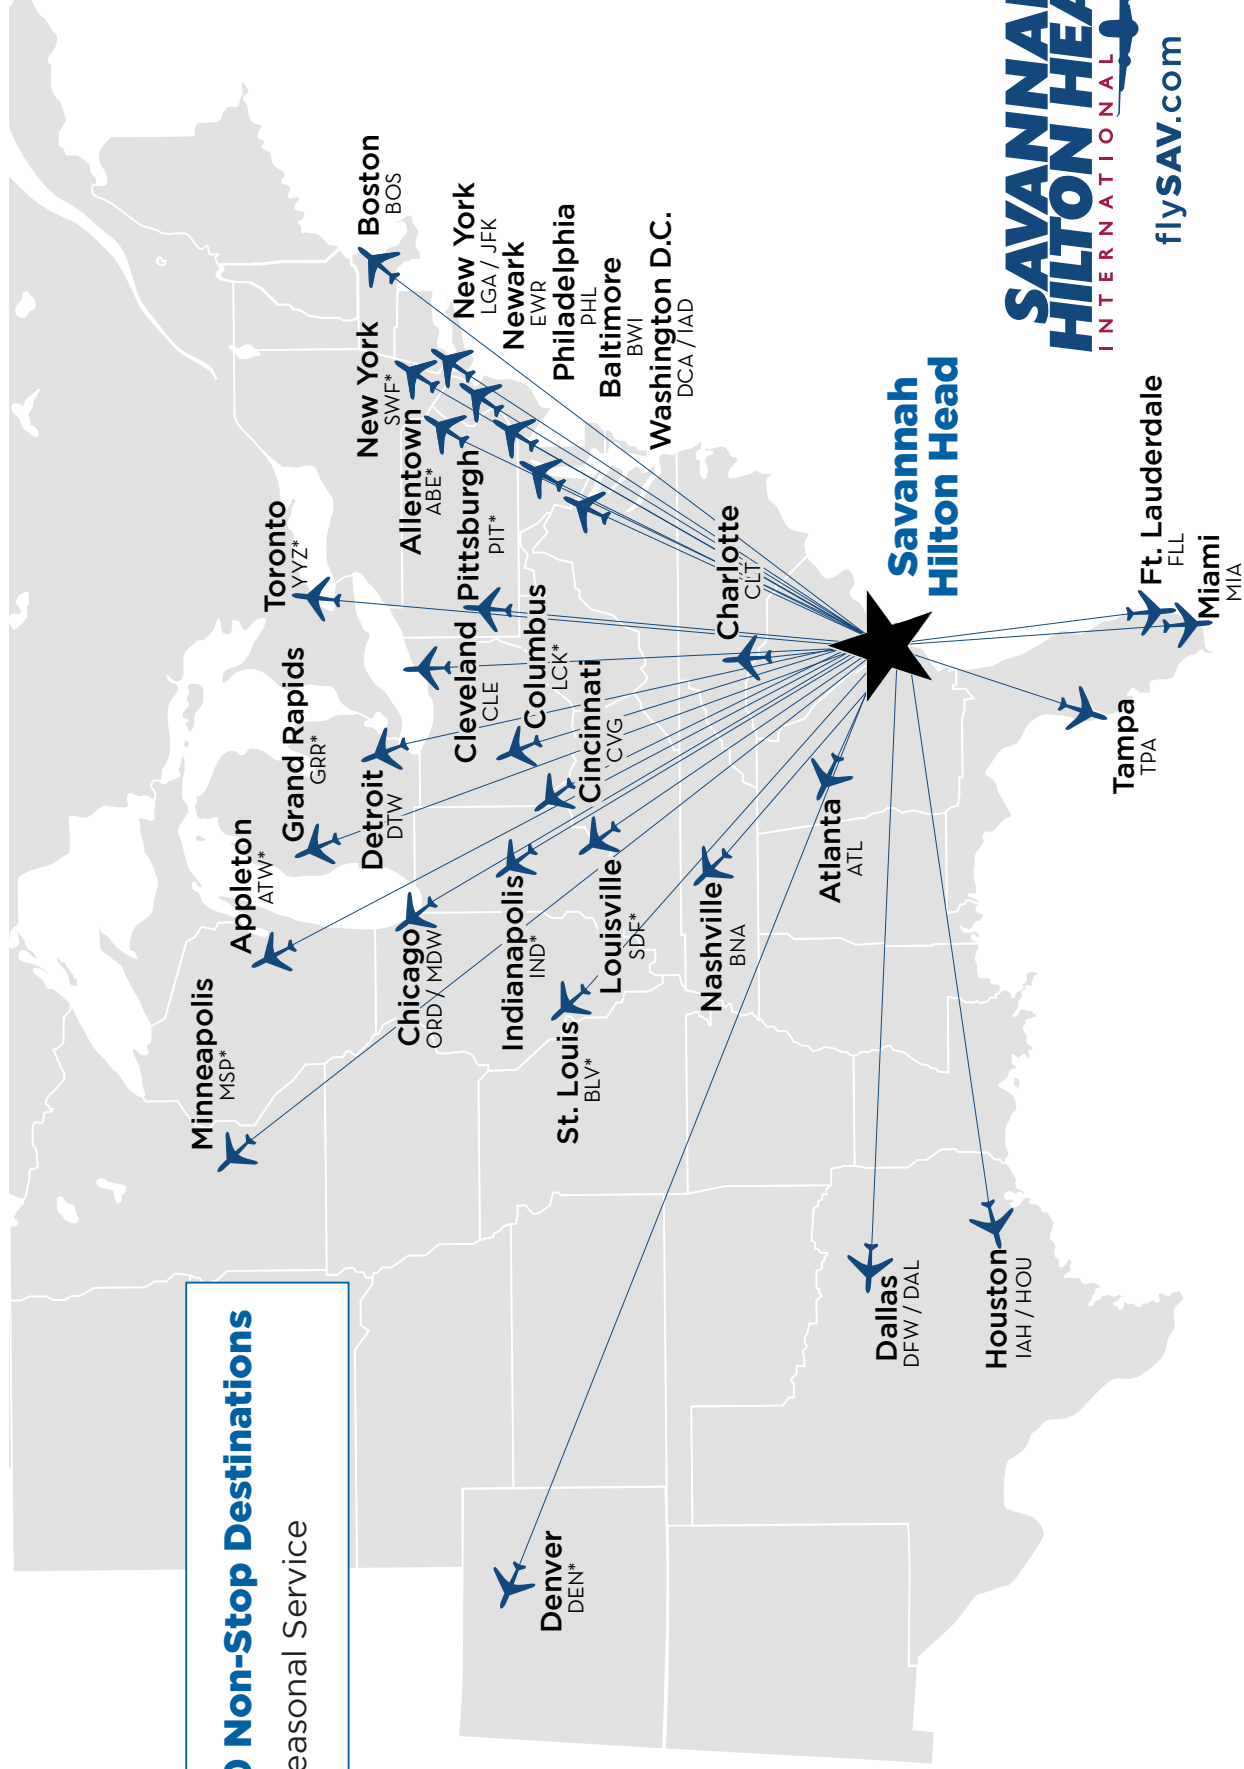 Non-Stop Destinations
Service
Minneapolis
MSP*
Appleton
ATW*
Grand Rapids
GRR*
Toronto
YYZ*
Detroit
DTW
New York
SWF*
Boston
BOS
Allentown
ABE*
Chicago
ORD / MDW
Cleveland
CLE
Pittsburgh
PIT*
New York
LGA / JFK
Newark
EWR
Indianapolis
IND*
Columbus
LCK*
Philadelphia
PHL
Denver
DEN*
St. Louis
BLV*
Cincinnati
CVG
Baltimore
BWI
Louisville
SDF*
Washington D.C.
DCA / IAD
Nashville
BNA
Charlotte
CLT
Atlanta
ATL
Dallas
DFW / DAL
Savannah
Hilton Head
Houston
IAH / HOU
Tampa
TPA
Ft. Lauderdale
FLL
Miami
MIA
HILTON
INTERNATIONAL
flySAV.com